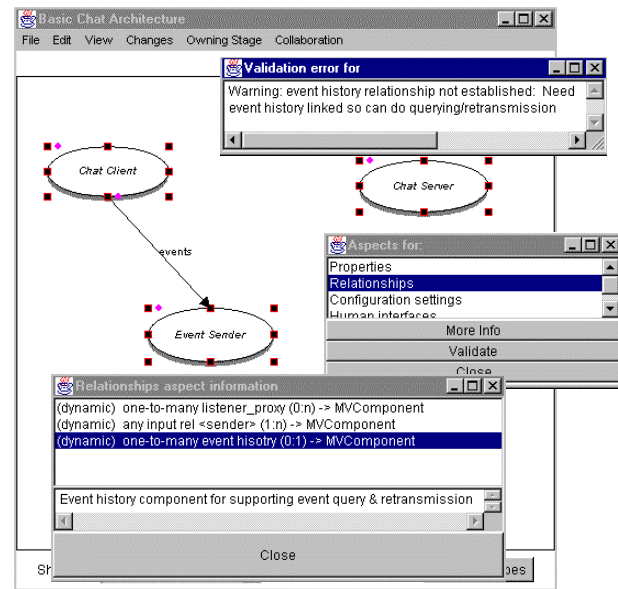 Basic Chat Architecture
File Edit View Changes Owning Stage Collaboration
Validation error for
Warning: event history relationship not established: Need
event history linked so can do querying/retransmission
Chat Client
Chat Server
events
Event Sender
Aspects for:
Properties
Relationships
Configuration settings
Human interfaces
More Info
Validate
Close
Relationships aspect information
(dynamic) one-to-many listener_proxy (0:n) -> MVComponent
(dynamic) any input rel <sender> (1:n) -> MVComponent
(dynamic) one-to-many event hisotry (0:1) -> MVComponent
Event history component for supporting event query & retransmission
Close